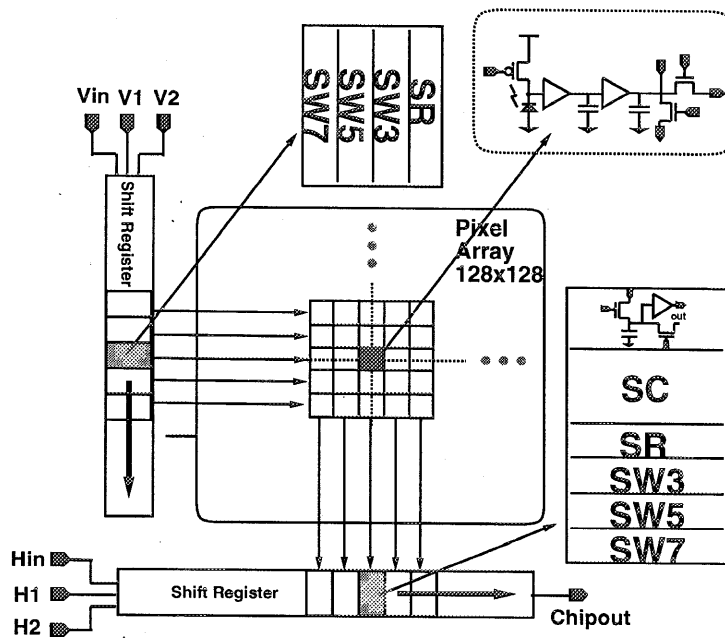 Vin V1 V2
Shift Register
SW7
SW5
SW3
SR
Pixel
Array
128x128
out
SC
SR
SW3
SW5
SW7
Hin
H1
H2
Shift Register
Chipout